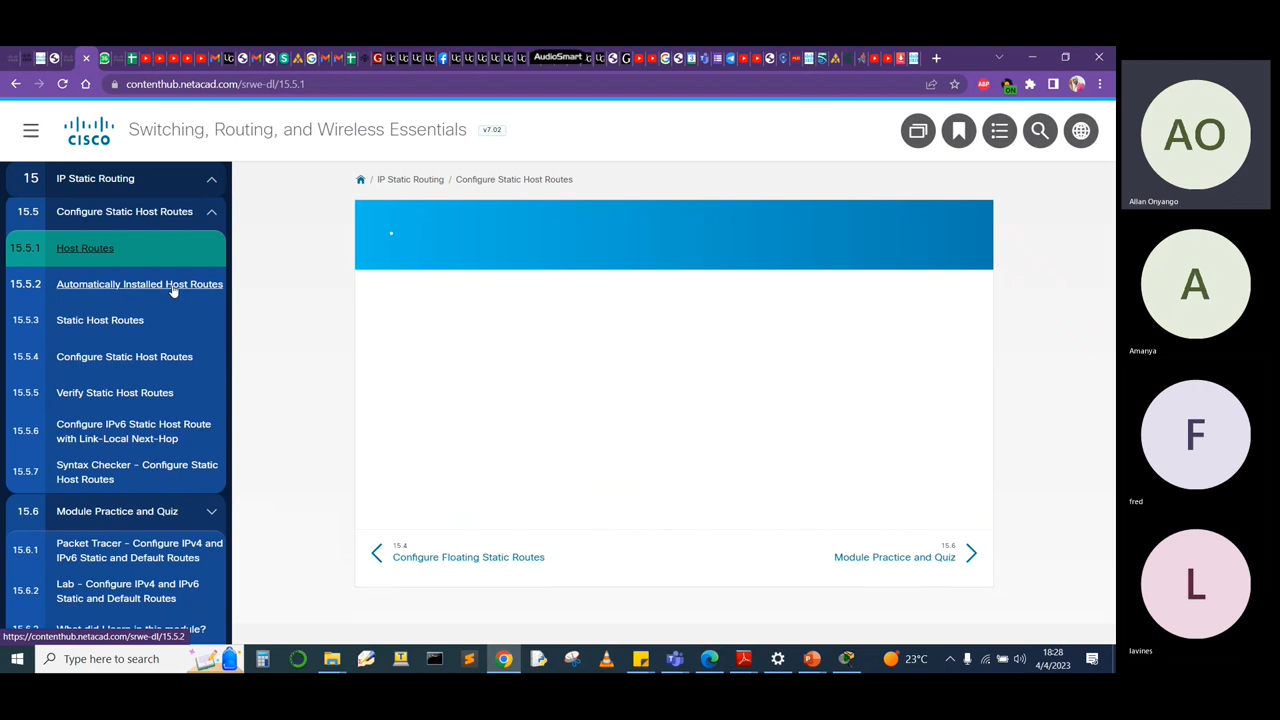 AudioSmart
contenthub.netacad.com/srwe-dl/15.5.1
ABP
ON
CISCO
Switching, Routing, and Wireless Essentials
v7.02
15 IP Static Routing
15.5 Configure Static Host Routes
15.5.1 Host Routes
15.5.2 Automatically Installed Host Routes
15.5.3 Static Host Routes
15.5.4 Configure Static Host Routes
15.5.5 Verify Static Host Routes
15.5.6 Configure IPv6 Static Host Route
with Link-Local Next-Hop
15.5.7 Syntax Checker - Configure Static
Host Routes
15.6 Module Practice and Quiz
15.6.1 Packet Tracer - Configure IPv4 and
IPv6 Static and Default Routes
15.6.2 Lab - Configure IPv4 and IPv6
Static and Default Routes
https://contenthub.netacad.com/srwe-dl/15.5.2
/ IP Static Routing / Configure Static Host Routes
15.4
Configure Floating Static Routes
15.6
Module Practice and Quiz
Type here to search
23°C
18:28
4/4/2023
AO
Allan Onyango
A
Amanya
F
fred
L
lavines